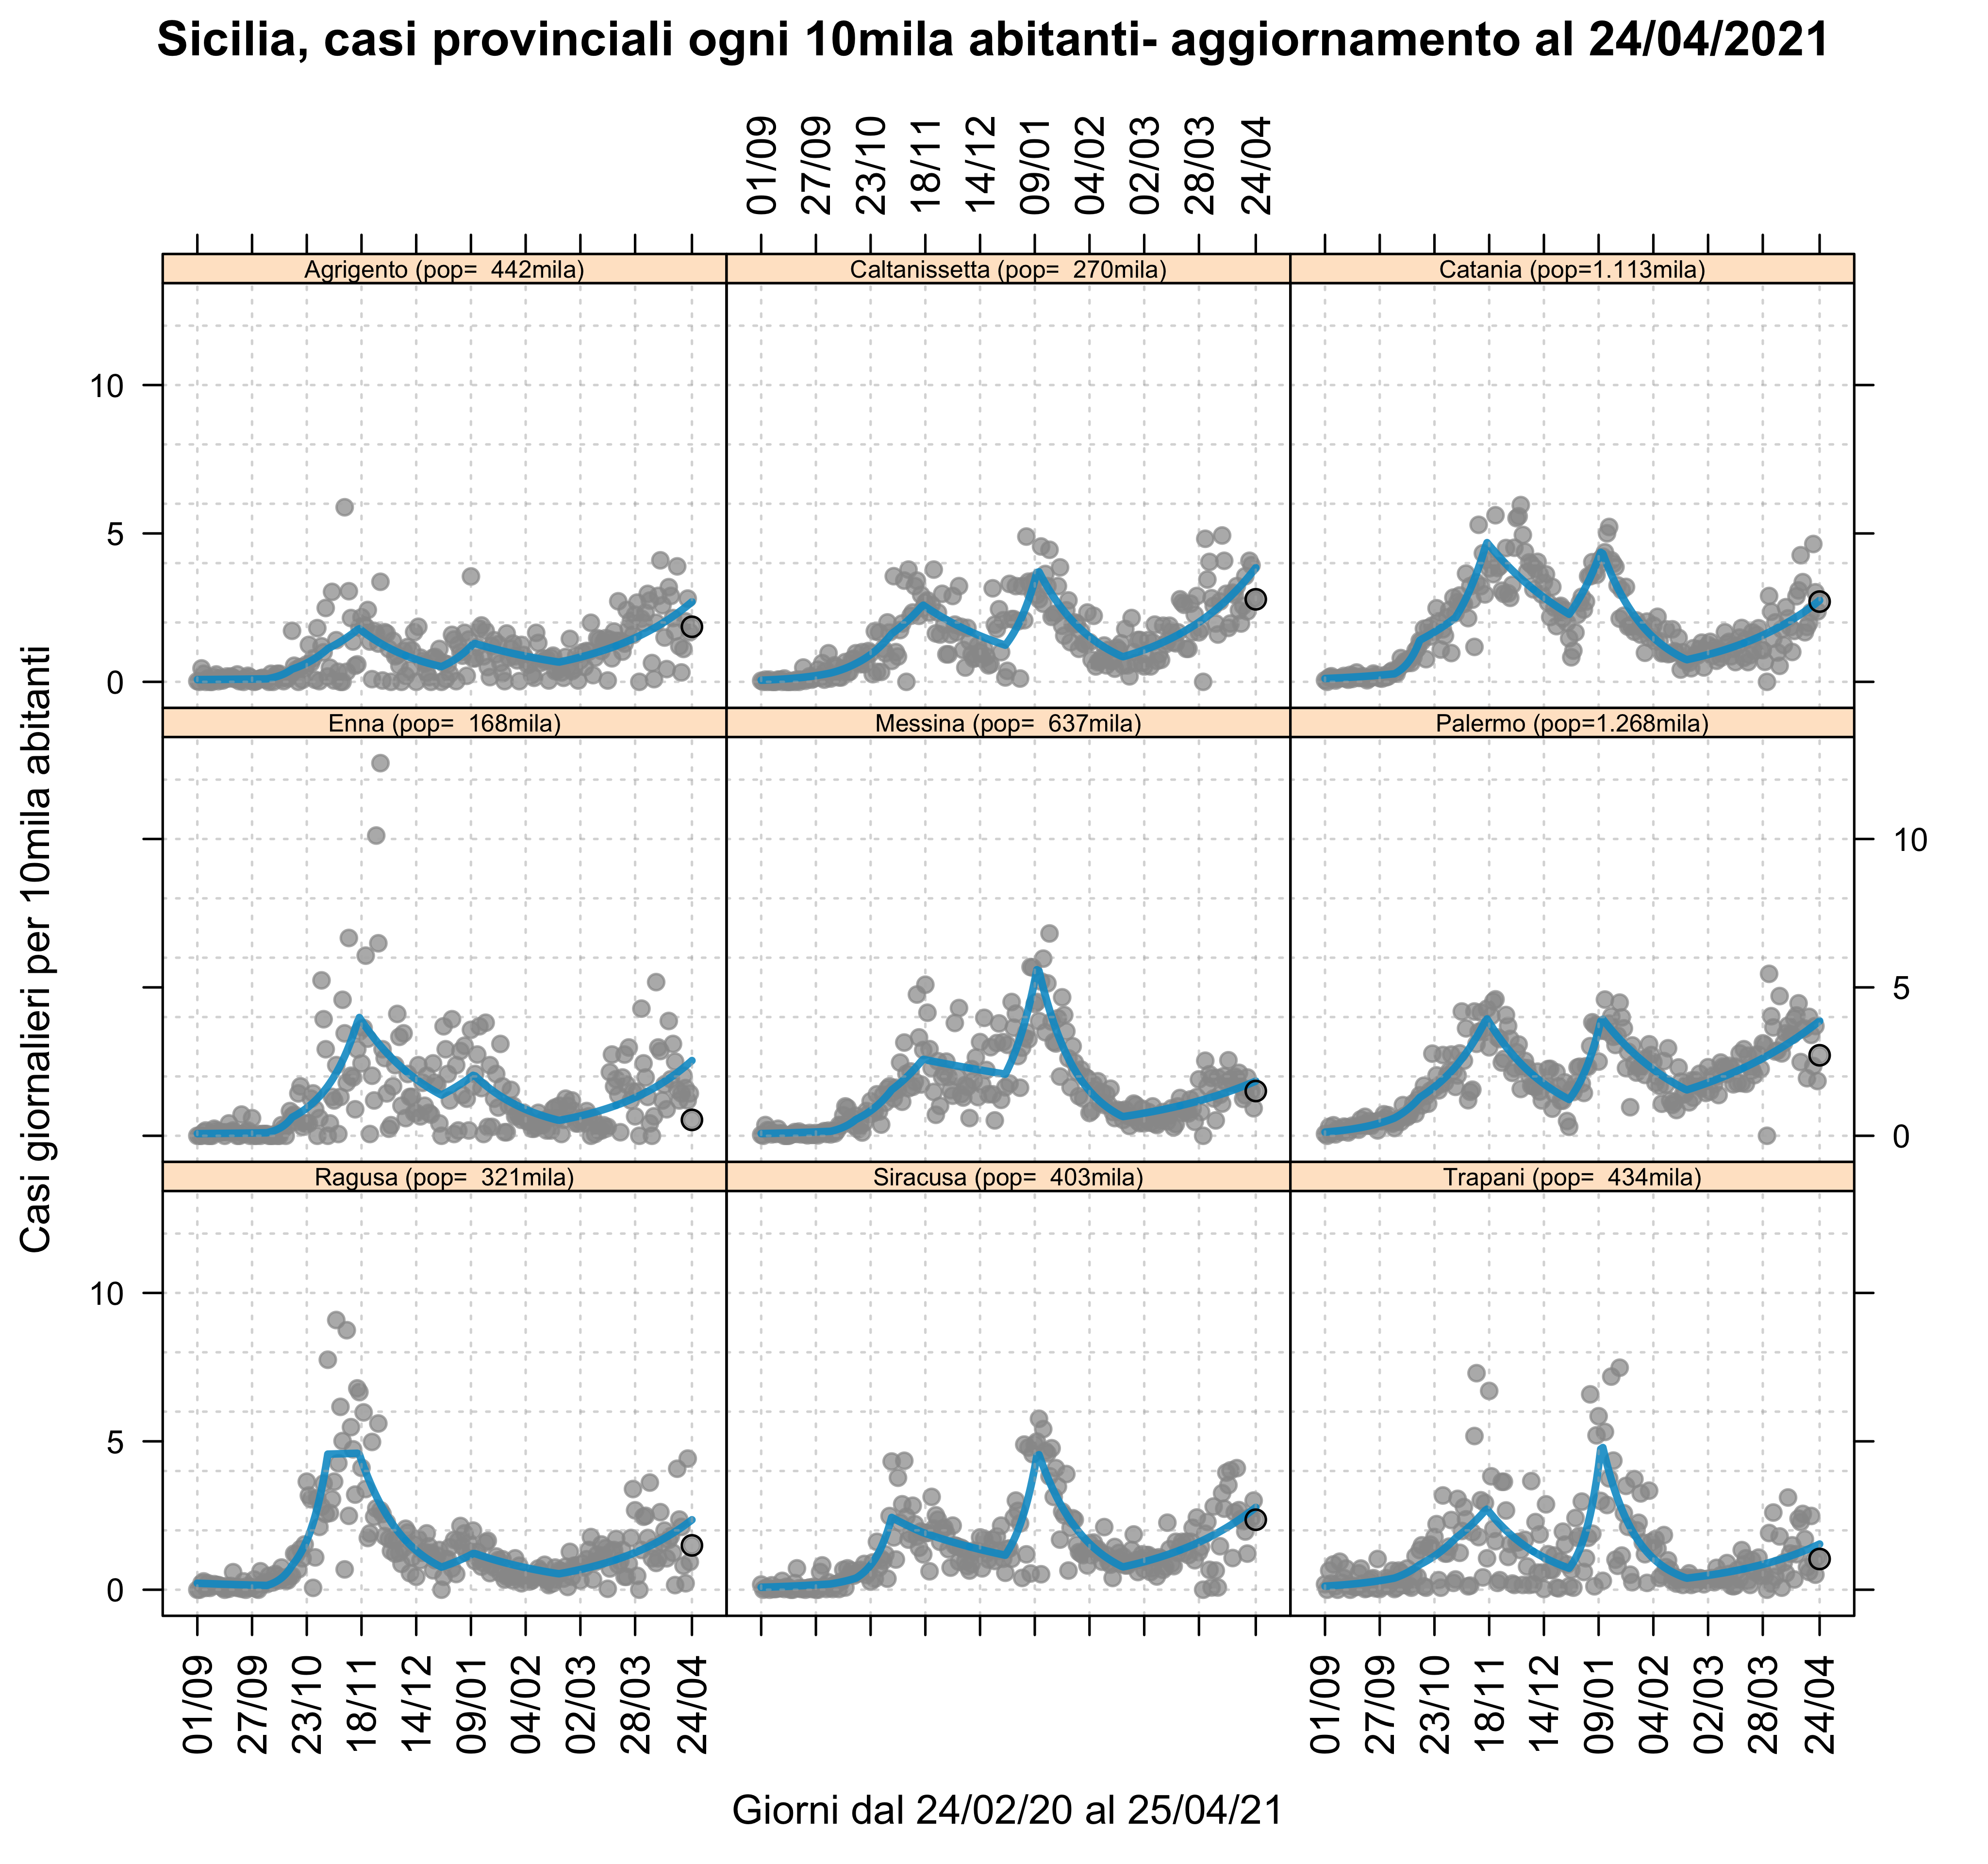 Sicilia, casi provinciali ogni 10mila abitanti- aggiornamento al 24/04/2021
01/09 27/09 23/10 18/11 14/12 09/01 04/02 02/03 28/03 24/04
Agrigento (pop=  442mila) Caltanissetta (pop=  270mila) Catania (pop=1.113mila)
10
5
0
Enna (pop=  168mila) Messina (pop=  637mila) Palermo (pop=1.268mila)
10
5
0
Casi giornalieri per 10mila abitanti
Ragusa (pop=  321mila) Siracusa (pop=  403mila) Trapani (pop=  434mila)
10
5
0
01/09 27/09 23/10 18/11 14/12 09/01 04/02 02/03 28/03 24/04 01/09 27/09 23/10 18/11 14/12 09/01 04/02 02/03 28/03 24/04
Giorni dal 24/02/20 al 25/04/21